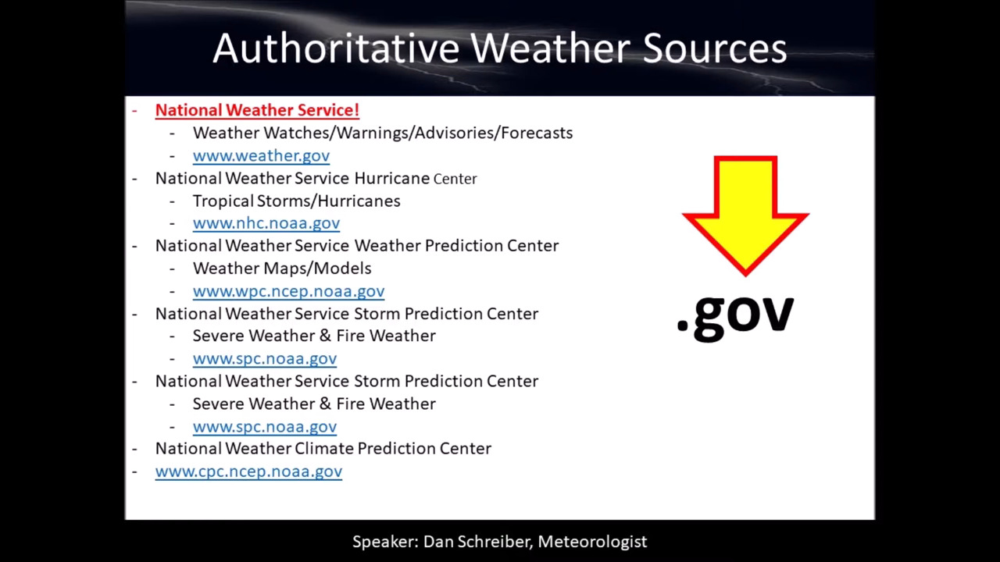 Authoritative Weather Sources
- National Weather Service!
- Weather Watches/Warnings/Advisories/Forecasts
- www.weather.gov
- National Weather Service Hurricane Center
- Tropical Storms/Hurricanes
- www.nhc.noaa.gov
- National Weather Service Weather Prediction Center
- Weather Maps/Models
- www.wpc.ncep.noaa.gov
- National Weather Service Storm Prediction Center
- Severe Weather & Fire Weather
- www.spc.noaa.gov
- National Weather Service Storm Prediction Center
- Severe Weather & Fire Weather
- www.spc.noaa.gov
- National Weather Climate Prediction Center
- www.cpc.ncep.noaa.gov
.gov
Speaker: Dan Schreiber, Meteorologist